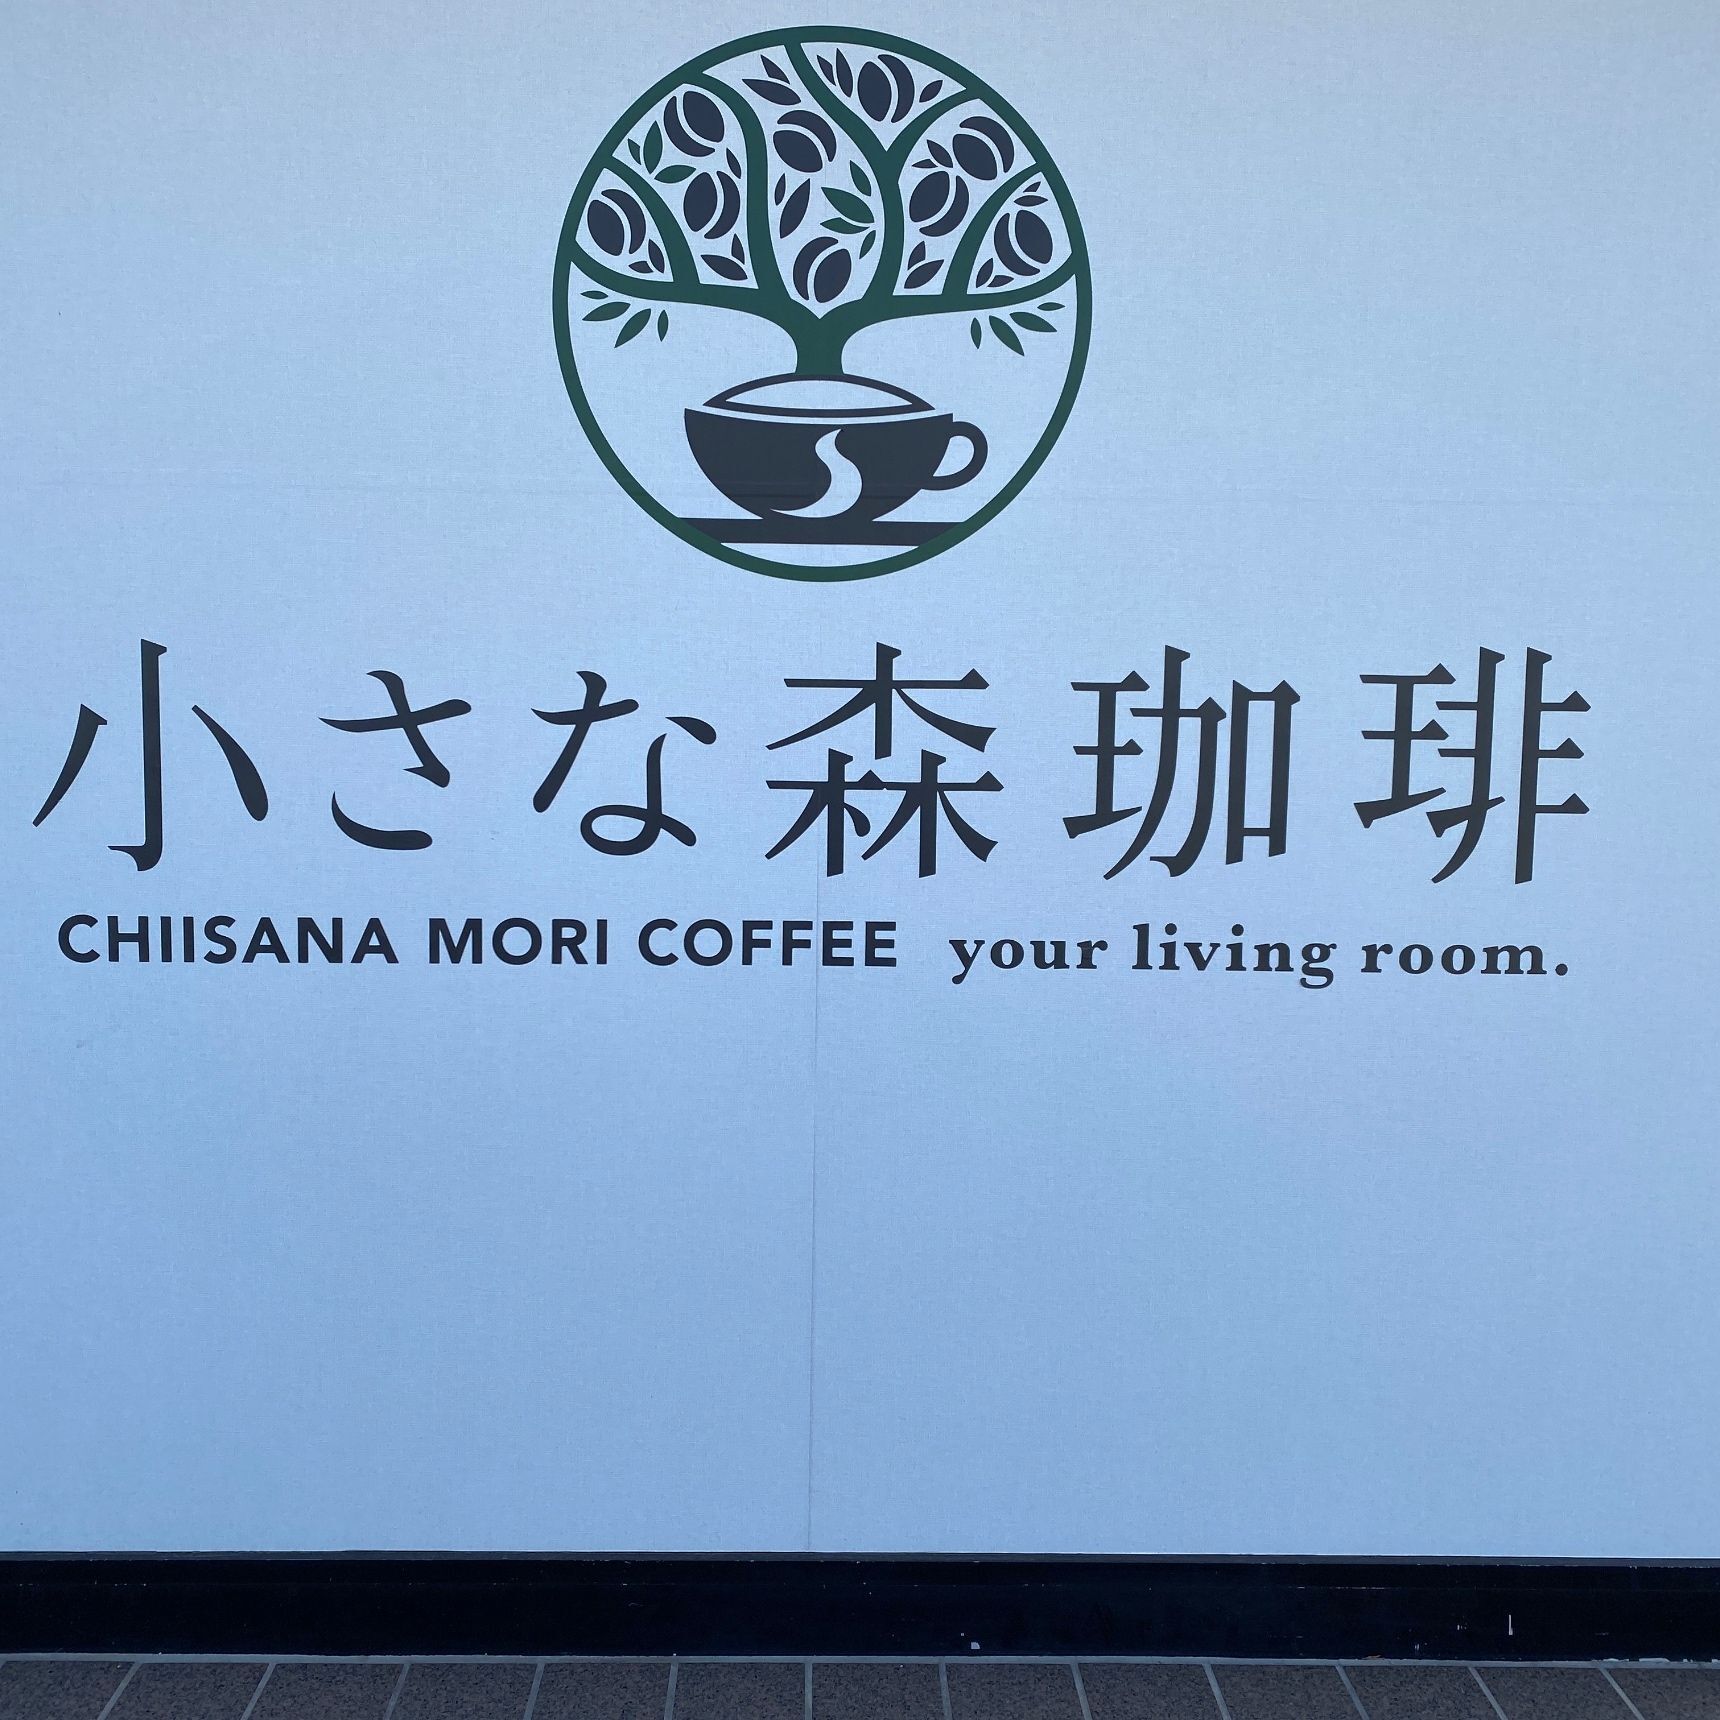 小さな森珈琲
CHIISANA MORI COFFEE your living room.